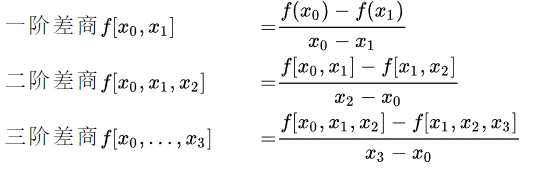 一阶差商f[x₀, x₁] = (f(x₀) − f(x₁)) / (x₀ − x₁)
二阶差商f[x₀, x₁, x₂] = (f[x₀, x₁] − f[x₁, x₂]) / (x₂ − x₀)
三阶差商f[x₀, …, x₃] = (f[x₀, x₁, x₂] − f[x₁, x₂, x₃]) / (x₃ − x₀)